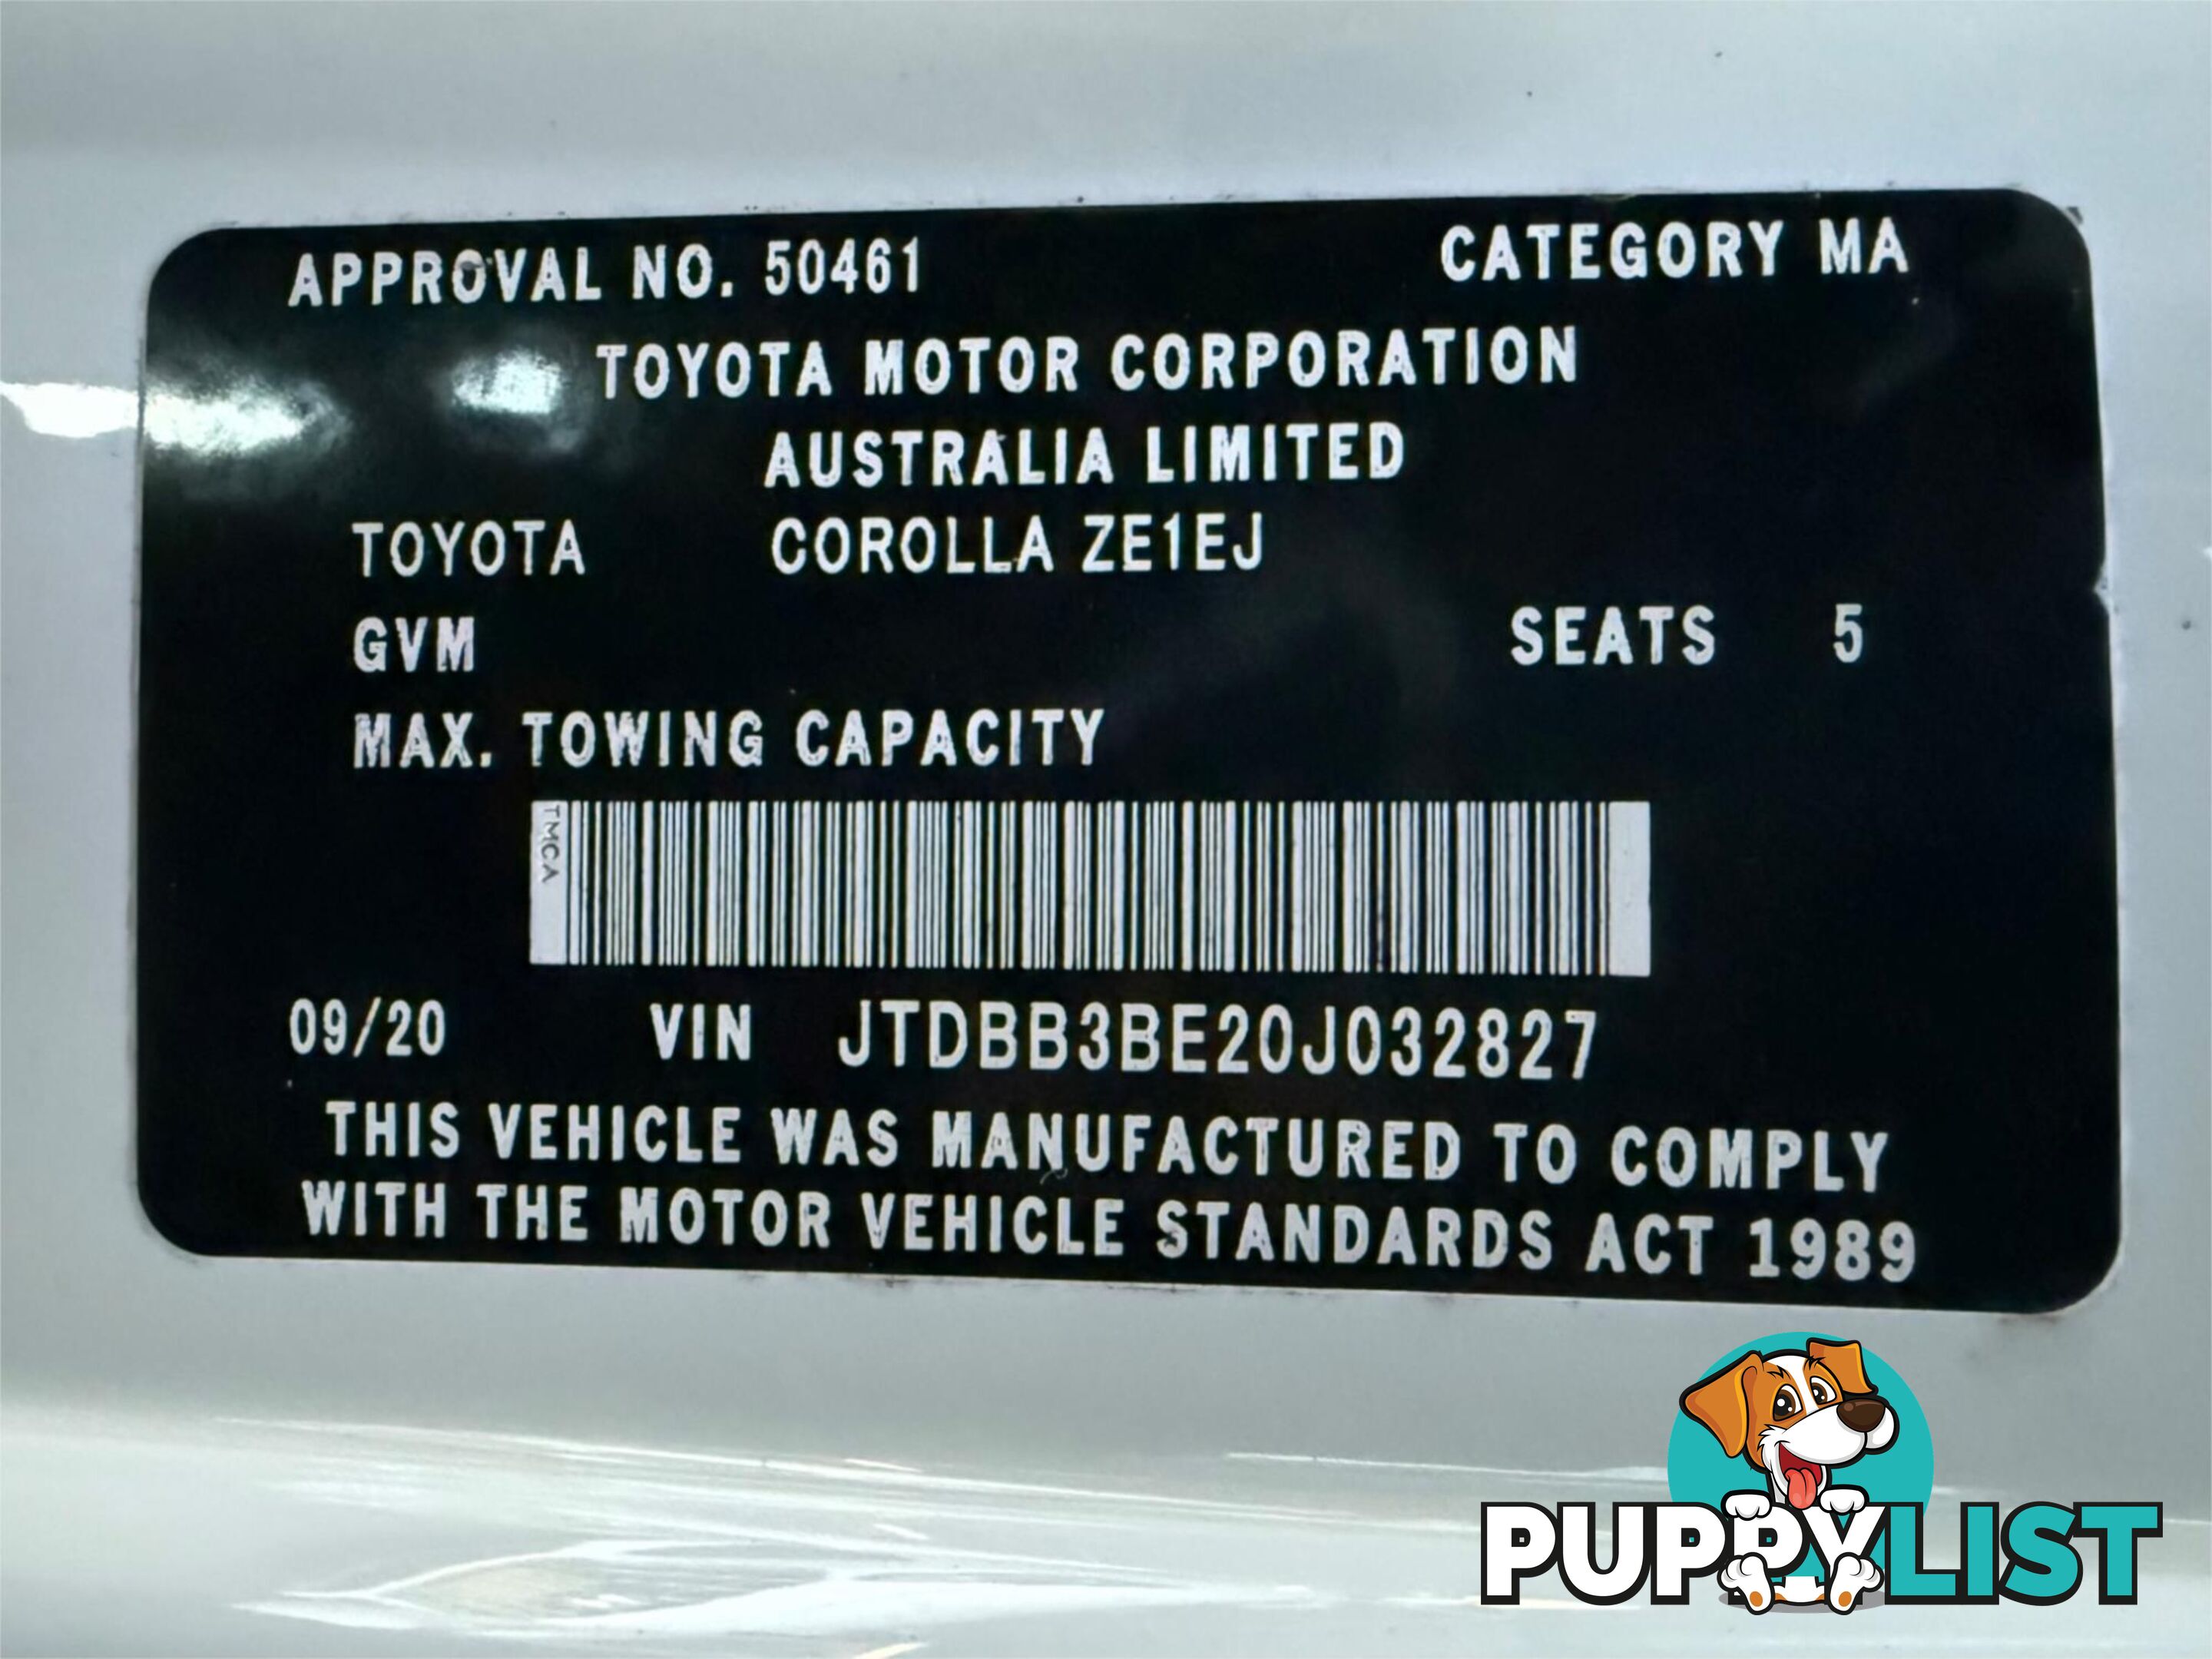 APPROVAL NO. 50461 CATEGORY MA
TOYOTA MOTOR CORPORATION
AUSTRALIA LIMITED
TOYOTA COROLLA ZE1EJ
GVM SEATS 5
MAX. TOWING CAPACITY
TMCA
09/20 VIN JTDBB3BE20J032827
THIS VEHICLE WAS MANUFACTURED TO COMPLY
WITH THE MOTOR VEHICLE STANDARDS ACT 1989
PUPPYLIST